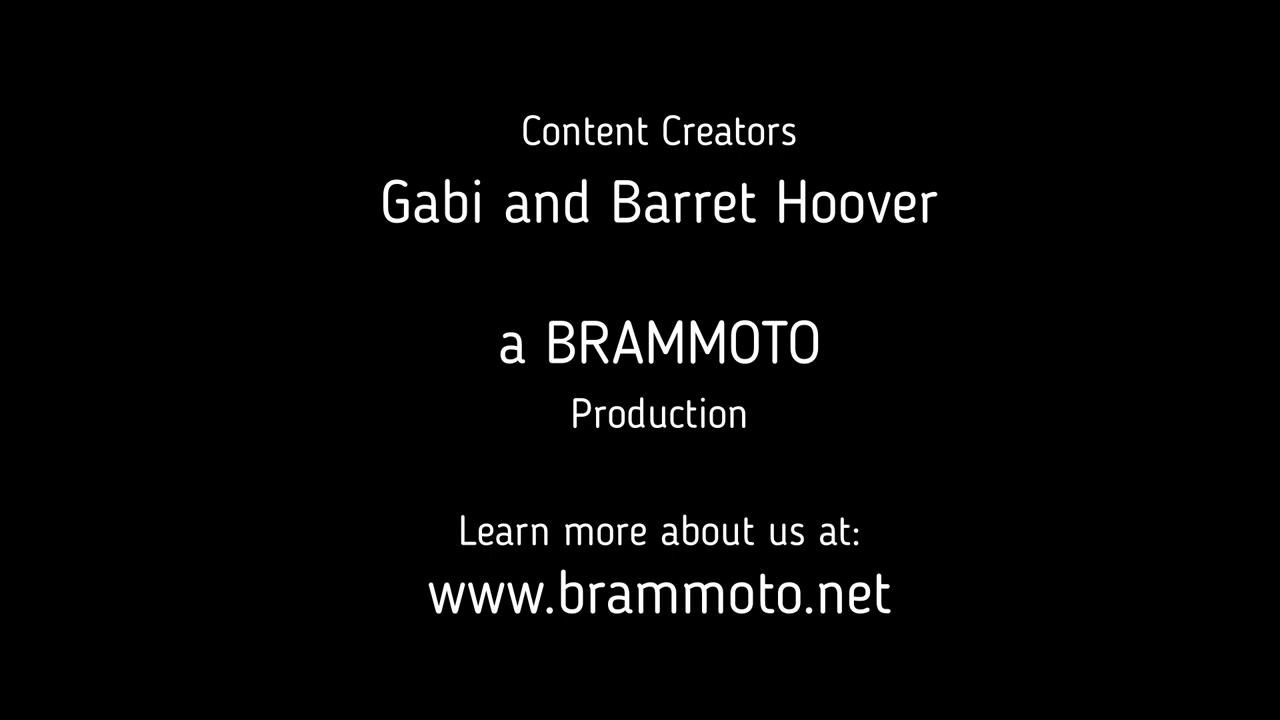 Content Creators
Gabi and Barret Hoover
a BRAMMOTO
Production
Learn more about us at:
www.brammoto.net